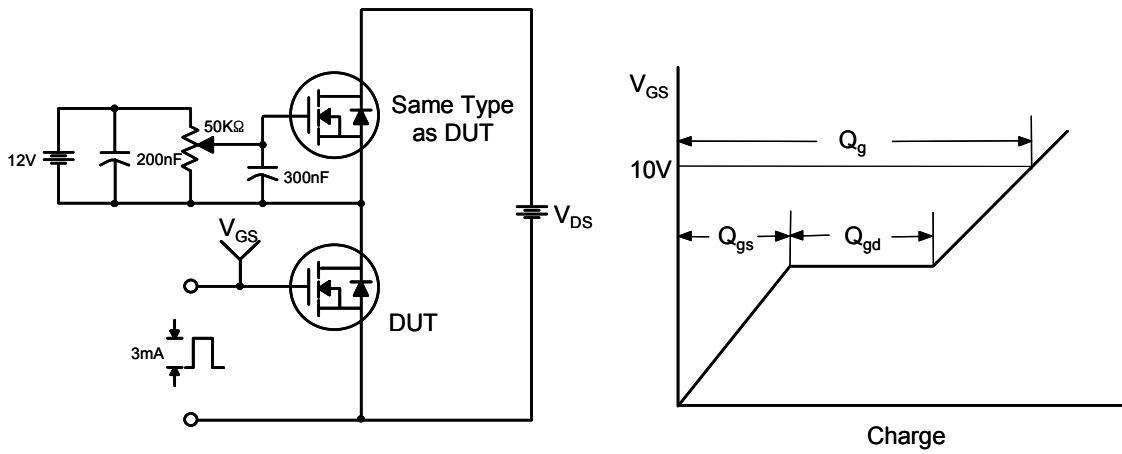 Same Type
as DUT
50KΩ
12V
200nF
300nF
V_GS
V_DS
DUT
3mA
V_GS
Q_g
10V
Q_gs
Q_gd
Charge